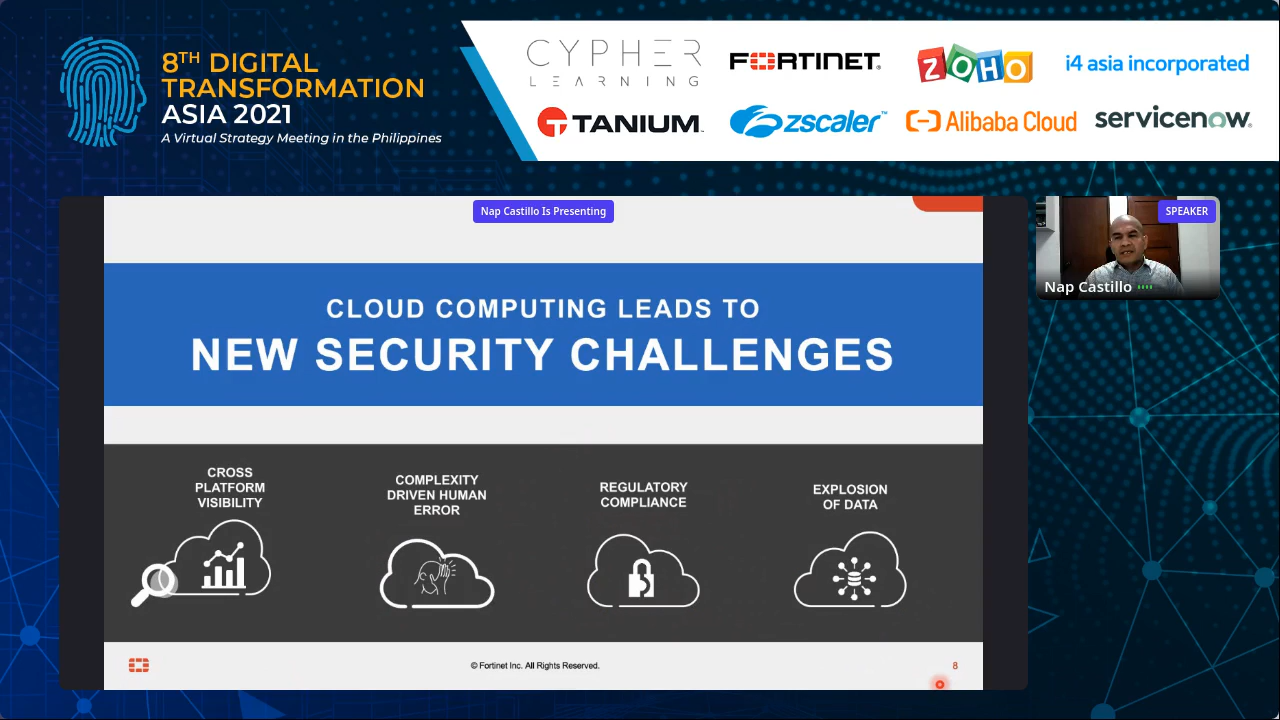 8TH DIGITAL
TRANSFORMATION
ASIA 2021
A Virtual Strategy Meeting in the Philippines
CYPHER
LEARNING
FORTINET®
ZOHO
i4 asia incorporated
TANIUM™
zscaler™
Alibaba Cloud
servicenow®
Nap Castillo Is Presenting
SPEAKER
Nap Castillo
CLOUD COMPUTING LEADS TO
NEW SECURITY CHALLENGES
CROSS
PLATFORM
VISIBILITY
COMPLEXITY
DRIVEN HUMAN
ERROR
REGULATORY
COMPLIANCE
EXPLOSION
OF DATA
© Fortinet Inc. All Rights Reserved.
8